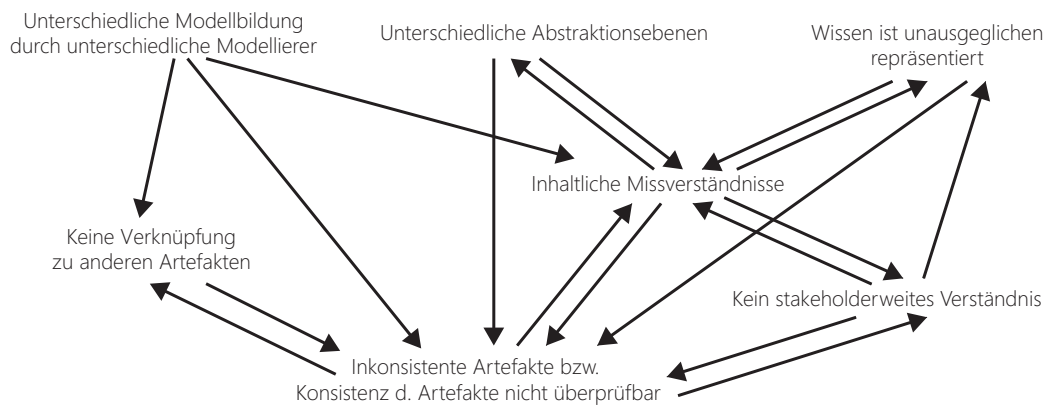 Unterschiedliche Modellbildung
durch unterschiedliche Modellierer
Unterschiedliche Abstraktionsebenen
Wissen ist unausgeglichen
repräsentiert
Inhaltliche Missverständnisse
Keine Verknüpfung
zu anderen Artefakten
Kein stakeholderweites Verständnis
Inkonsistente Artefakte bzw.
Konsistenz d. Artefakte nicht überprüfbar